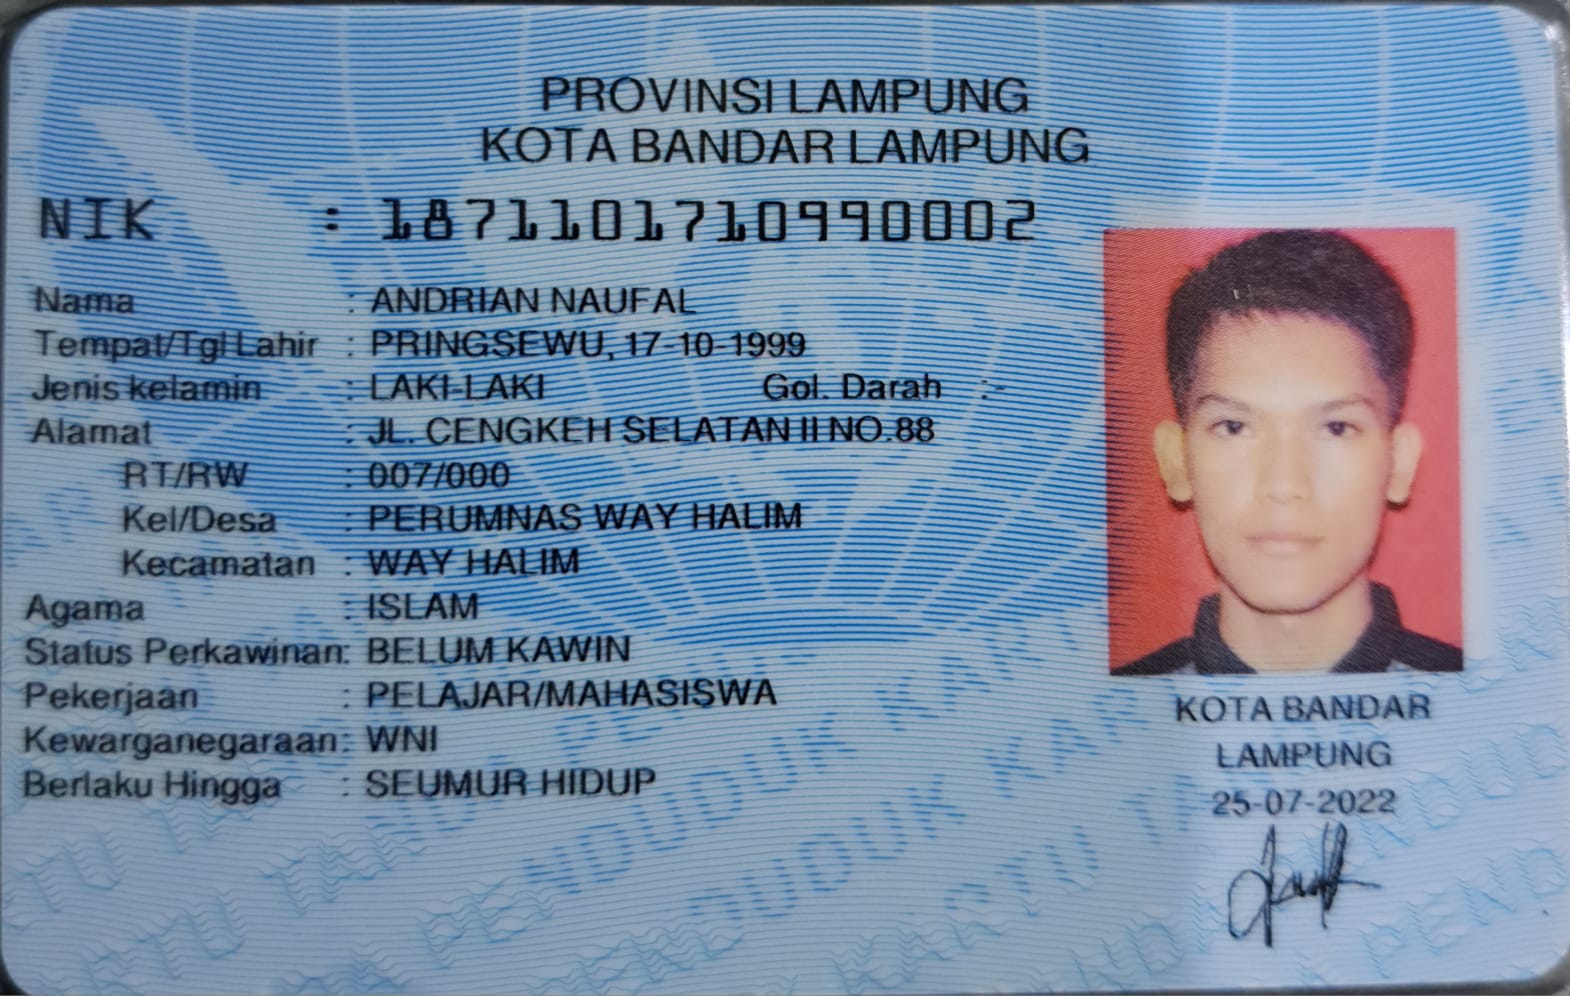 PROVINSI LAMPUNG
KOTA BANDAR LAMPUNG
NIK : 1871101710990002
Nama : ANDRIAN NAUFAL
Tempat/Tgl Lahir : PRINGSEWU, 17-10-1999
Jenis kelamin : LAKI-LAKI Gol. Darah :-
Alamat : JL. CENGKEH SELATAN II NO.88
RT/RW : 007/000
Kel/Desa : PERUMNAS WAY HALIM
Kecamatan : WAY HALIM
Agama : ISLAM
Status Perkawinan: BELUM KAWIN
Pekerjaan : PELAJAR/MAHASISWA
Kewarganegaraan: WNI
Berlaku Hingga : SEUMUR HIDUP
KOTA BANDAR
LAMPUNG
25-07-2022